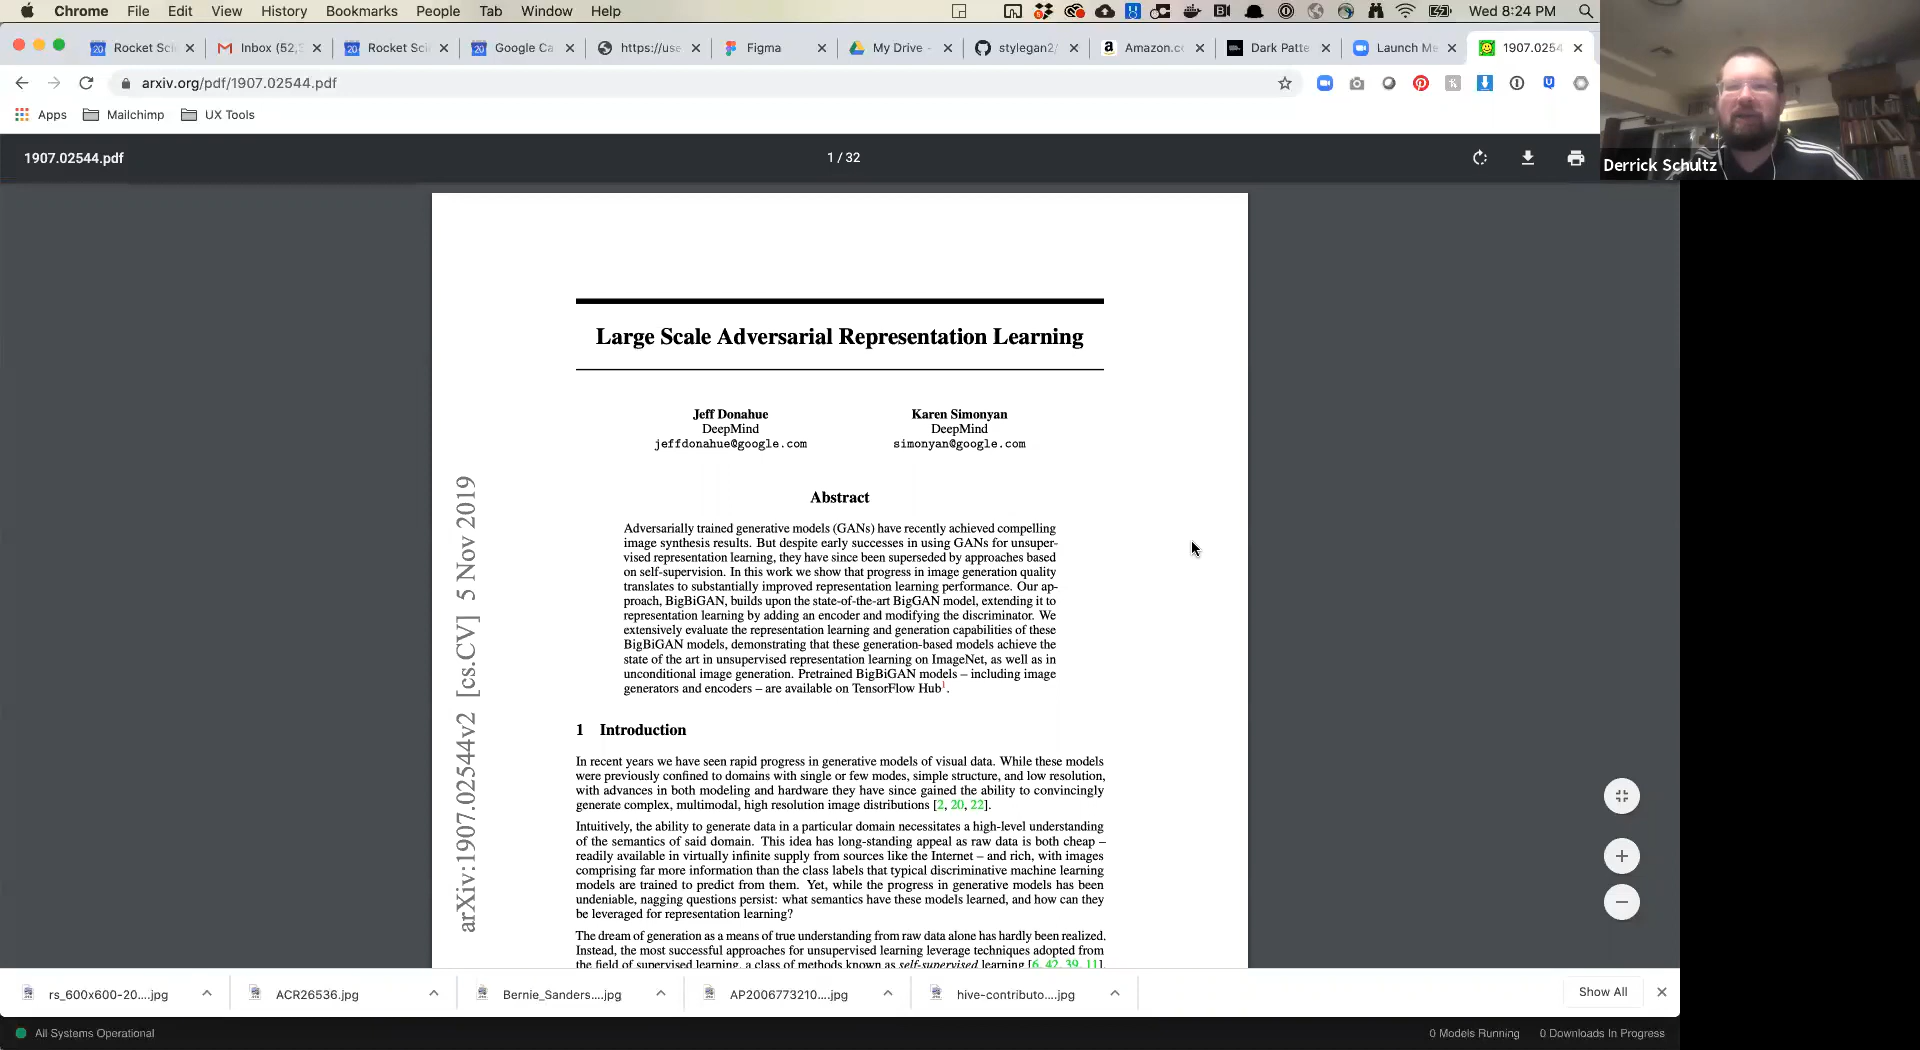 Chrome File Edit View History Bookmarks People Tab Window Help Wed 8:24 PM
Rocket Sci Inbox (52, Rocket Sci Google Ca https://use Figma My Drive - stylegan2/ Amazon.c Dark Patte Launch Me 1907.0254
arxiv.org/pdf/1907.02544.pdf
Apps Mailchimp UX Tools
1907.02544.pdf 1 / 32
Derrick Schultz
Large Scale Adversarial Representation Learning
Jeff Donahue
DeepMind
jeffdonahue@google.com
Karen Simonyan
DeepMind
simonyan@google.com
arXiv:1907.02544v2 [cs.CV] 5 Nov 2019
Abstract
Adversarially trained generative models (GANs) have recently achieved compelling
image synthesis results. But despite early successes in using GANs for unsuper-
vised representation learning, they have since been superseded by approaches based
on self-supervision. In this work we show that progress in image generation quality
translates to substantially improved representation learning performance. Our ap-
proach, BigBiGAN, builds upon the state-of-the-art BigGAN model, extending it to
representation learning by adding an encoder and modifying the discriminator. We
extensively evaluate the representation learning and generation capabilities of these
BigBiGAN models, demonstrating that these generation-based models achieve the
state of the art in unsupervised representation learning on ImageNet, as well as in
unconditional image generation. Pretrained BigBiGAN models – including image
generators and encoders – are available on TensorFlow Hub1.
1 Introduction
In recent years we have seen rapid progress in generative models of visual data. While these models
were previously confined to domains with single or few modes, simple structure, and low resolution,
with advances in both modeling and hardware they have since gained the ability to convincingly
generate complex, multimodal, high resolution image distributions [2, 20, 22].
Intuitively, the ability to generate data in a particular domain necessitates a high-level understanding
of the semantics of said domain. This idea has long-standing appeal as raw data is both cheap –
readily available in virtually infinite supply from sources like the Internet – and rich, with images
comprising far more information than the class labels that typical discriminative machine learning
models are trained to predict from them. Yet, while the progress in generative models has been
undeniable, nagging questions persist: what semantics have these models learned, and how can they
be leveraged for representation learning?
The dream of generation as a means of true understanding from raw data alone has hardly been realized.
Instead, the most successful approaches for unsupervised learning leverage techniques adopted from
the field of supervised learning, a class of methods known as self-supervised learning [6, 42, 39, 11].
rs_600x600-20....jpg ACR26536.jpg Bernie_Sanders....jpg AP2006773210....jpg hive-contributo....jpg Show All
All Systems Operational 0 Models Running 0 Downloads In Progress